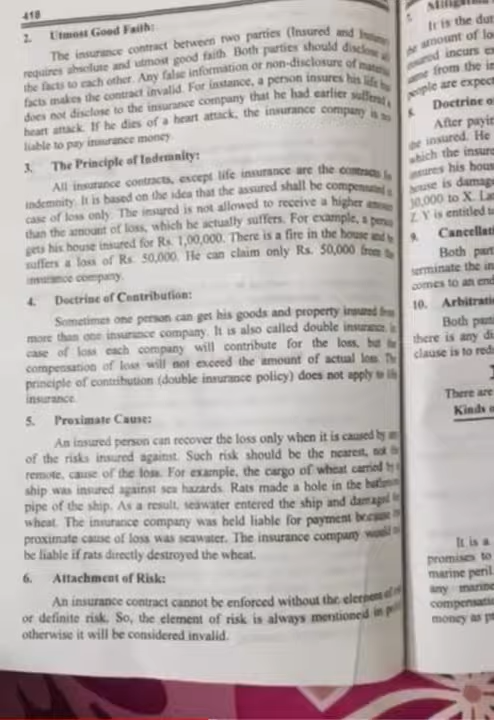 418
2. Utmost Good Faith:
The insurance contract between two parties (Insured and
requires absolute and utmost good faith. Both parties should disclose all
the facts to each other. Any false information or non-disclosure of material
facts makes the contract invalid. For instance, a person insures his life
does not disclose to the insurance company that he had earlier suffered a
heart attack. If he dies of a heart attack, the insurance company is
liable to pay insurance money.
3. The Principle of Indemnity:
All insurance contracts, except life insurance are the contracts
indemnity. It is based on the idea that the assured shall be compensated
case of loss only. The insured is not allowed to receive a higher amount
than the amount of loss, which he actually suffers. For example, a person
gets his house insured for Rs. 1,00,000. There is a fire in the house and
suffers a loss of Rs. 50,000. He can claim only Rs. 50,000 from the
insurance company.
4. Doctrine of Contribution:
Sometimes one person can get his goods and property insured from
more than one insurance company. It is also called double insurance. In
case of loss each company will contribute for the loss, but the
compensation of loss will not exceed the amount of actual loss. The
principle of contribution (double insurance policy) does not apply to life
insurance.
5. Proximate Cause:
An insured person can recover the loss only when it is caused by
of the risks insured against. Such risk should be the nearest, not the
remote, cause of the loss. For example, the cargo of wheat carried by a
ship was insured against sea hazards. Rats made a hole in the bathroom
pipe of the ship. As a result, seawater entered the ship and damaged
wheat. The insurance company was held liable for payment because
proximate cause of loss was seawater. The insurance company would
be liable if rats directly destroyed the wheat.
6. Attachment of Risk:
An insurance contract cannot be enforced without the element of
or definite risk. So, the element of risk is always mentioned in
otherwise it will be considered invalid.
It is the
amount of
incurs
from the
people are
8. Doctrine
After
the insured. He
which the
his
house is
to X.
Z. Y is entitled
9.
Both
terminate the
comes to an end
10.
Both
there is any
clause is to
There are
Kinds
It is a
promises to
marine peril
any marine
money as